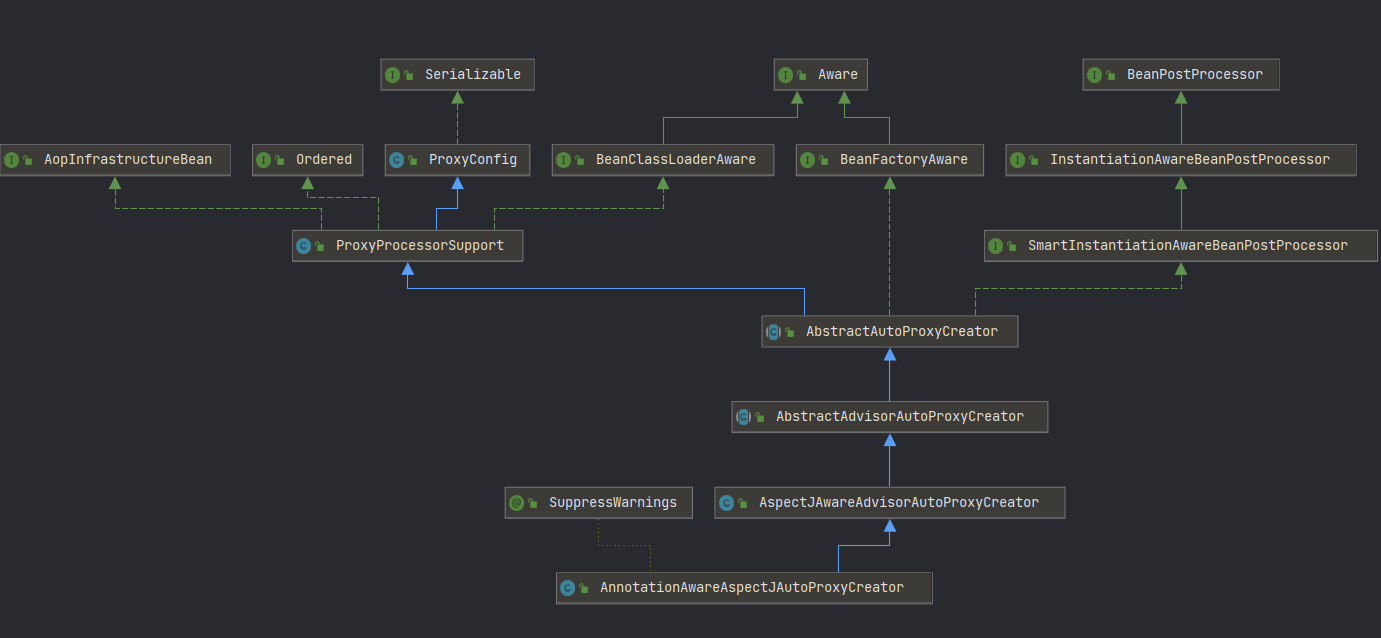 Serializable
Aware
BeanPostProcessor
AopInfrastructureBean
Ordered
ProxyConfig
BeanClassLoaderAware
BeanFactoryAware
InstantiationAwareBeanPostProcessor
ProxyProcessorSupport
SmartInstantiationAwareBeanPostProcessor
AbstractAutoProxyCreator
AbstractAdvisorAutoProxyCreator
SuppressWarnings
AspectJAwareAdvisorAutoProxyCreator
AnnotationAwareAspectJAutoProxyCreator